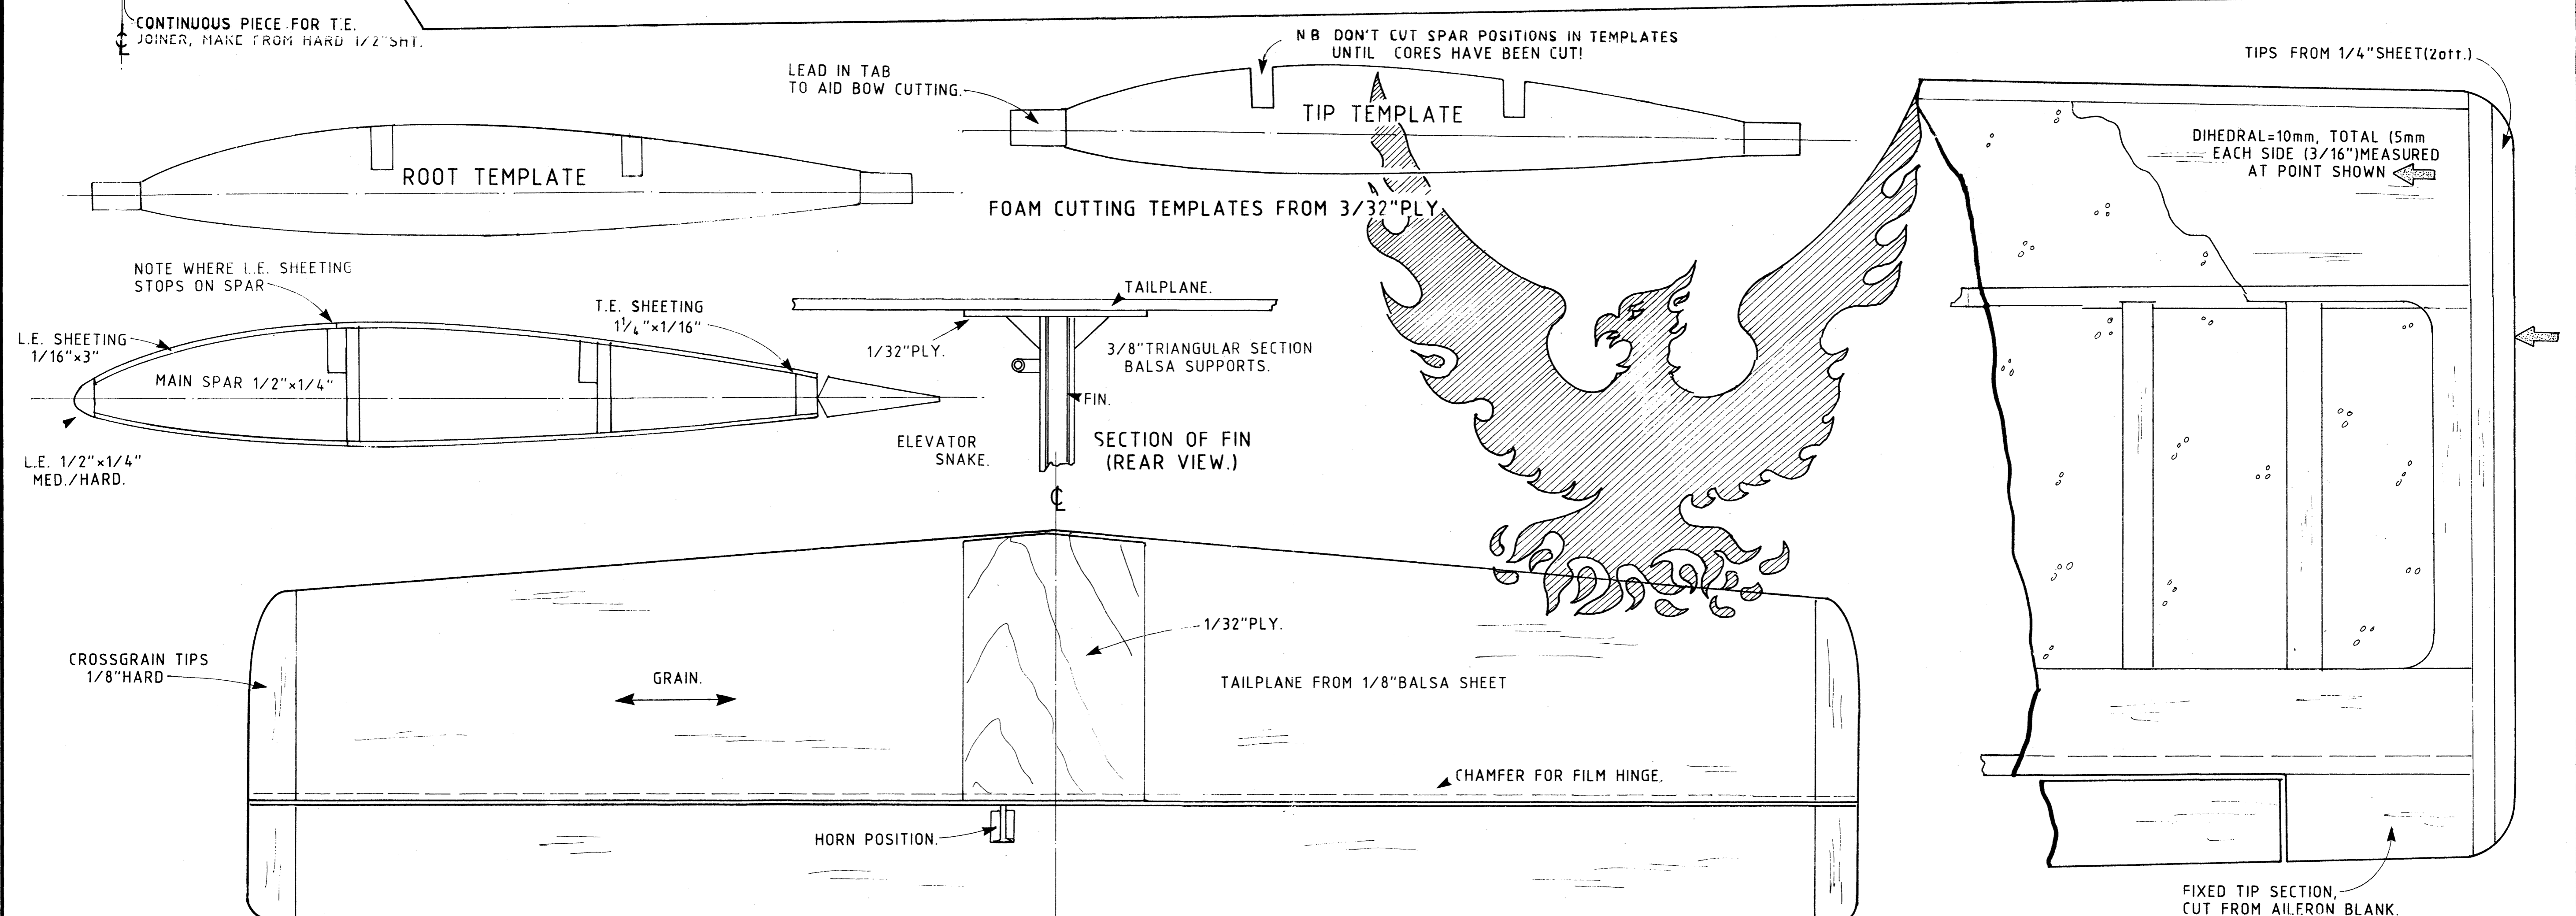 CONTINUOUS PIECE FOR T.E.
JOINER, MAKE FROM HARD 1/2"SHT.
℄
LEAD IN TAB
TO AID BOW CUTTING.
N B DON'T CUT SPAR POSITIONS IN TEMPLATES
UNTIL CORES HAVE BEEN CUT!
TIP TEMPLATE
TIPS FROM 1/4"SHEET(2off.)
DIHEDRAL=10mm, TOTAL (5mm
EACH SIDE (3/16")MEASURED
AT POINT SHOWN
ROOT TEMPLATE
FOAM CUTTING TEMPLATES FROM 3/32"PLY.
NOTE WHERE L.E. SHEETING
STOPS ON SPAR
L.E. SHEETING
1/16"×3"
T.E. SHEETING
1¼"×1/16"
MAIN SPAR 1/2"×1/4"
L.E. 1/2"×1/4"
MED./HARD.
TAILPLANE.
1/32"PLY.
3/8"TRIANGULAR SECTION
BALSA SUPPORTS.
FIN.
ELEVATOR
SNAKE.
SECTION OF FIN
(REAR VIEW.)
℄
CROSSGRAIN TIPS
1/8"HARD
GRAIN.
1/32"PLY.
TAILPLANE FROM 1/8"BALSA SHEET
CHAMFER FOR FILM HINGE.
HORN POSITION.
FIXED TIP SECTION,
CUT FROM AILERON BLANK.